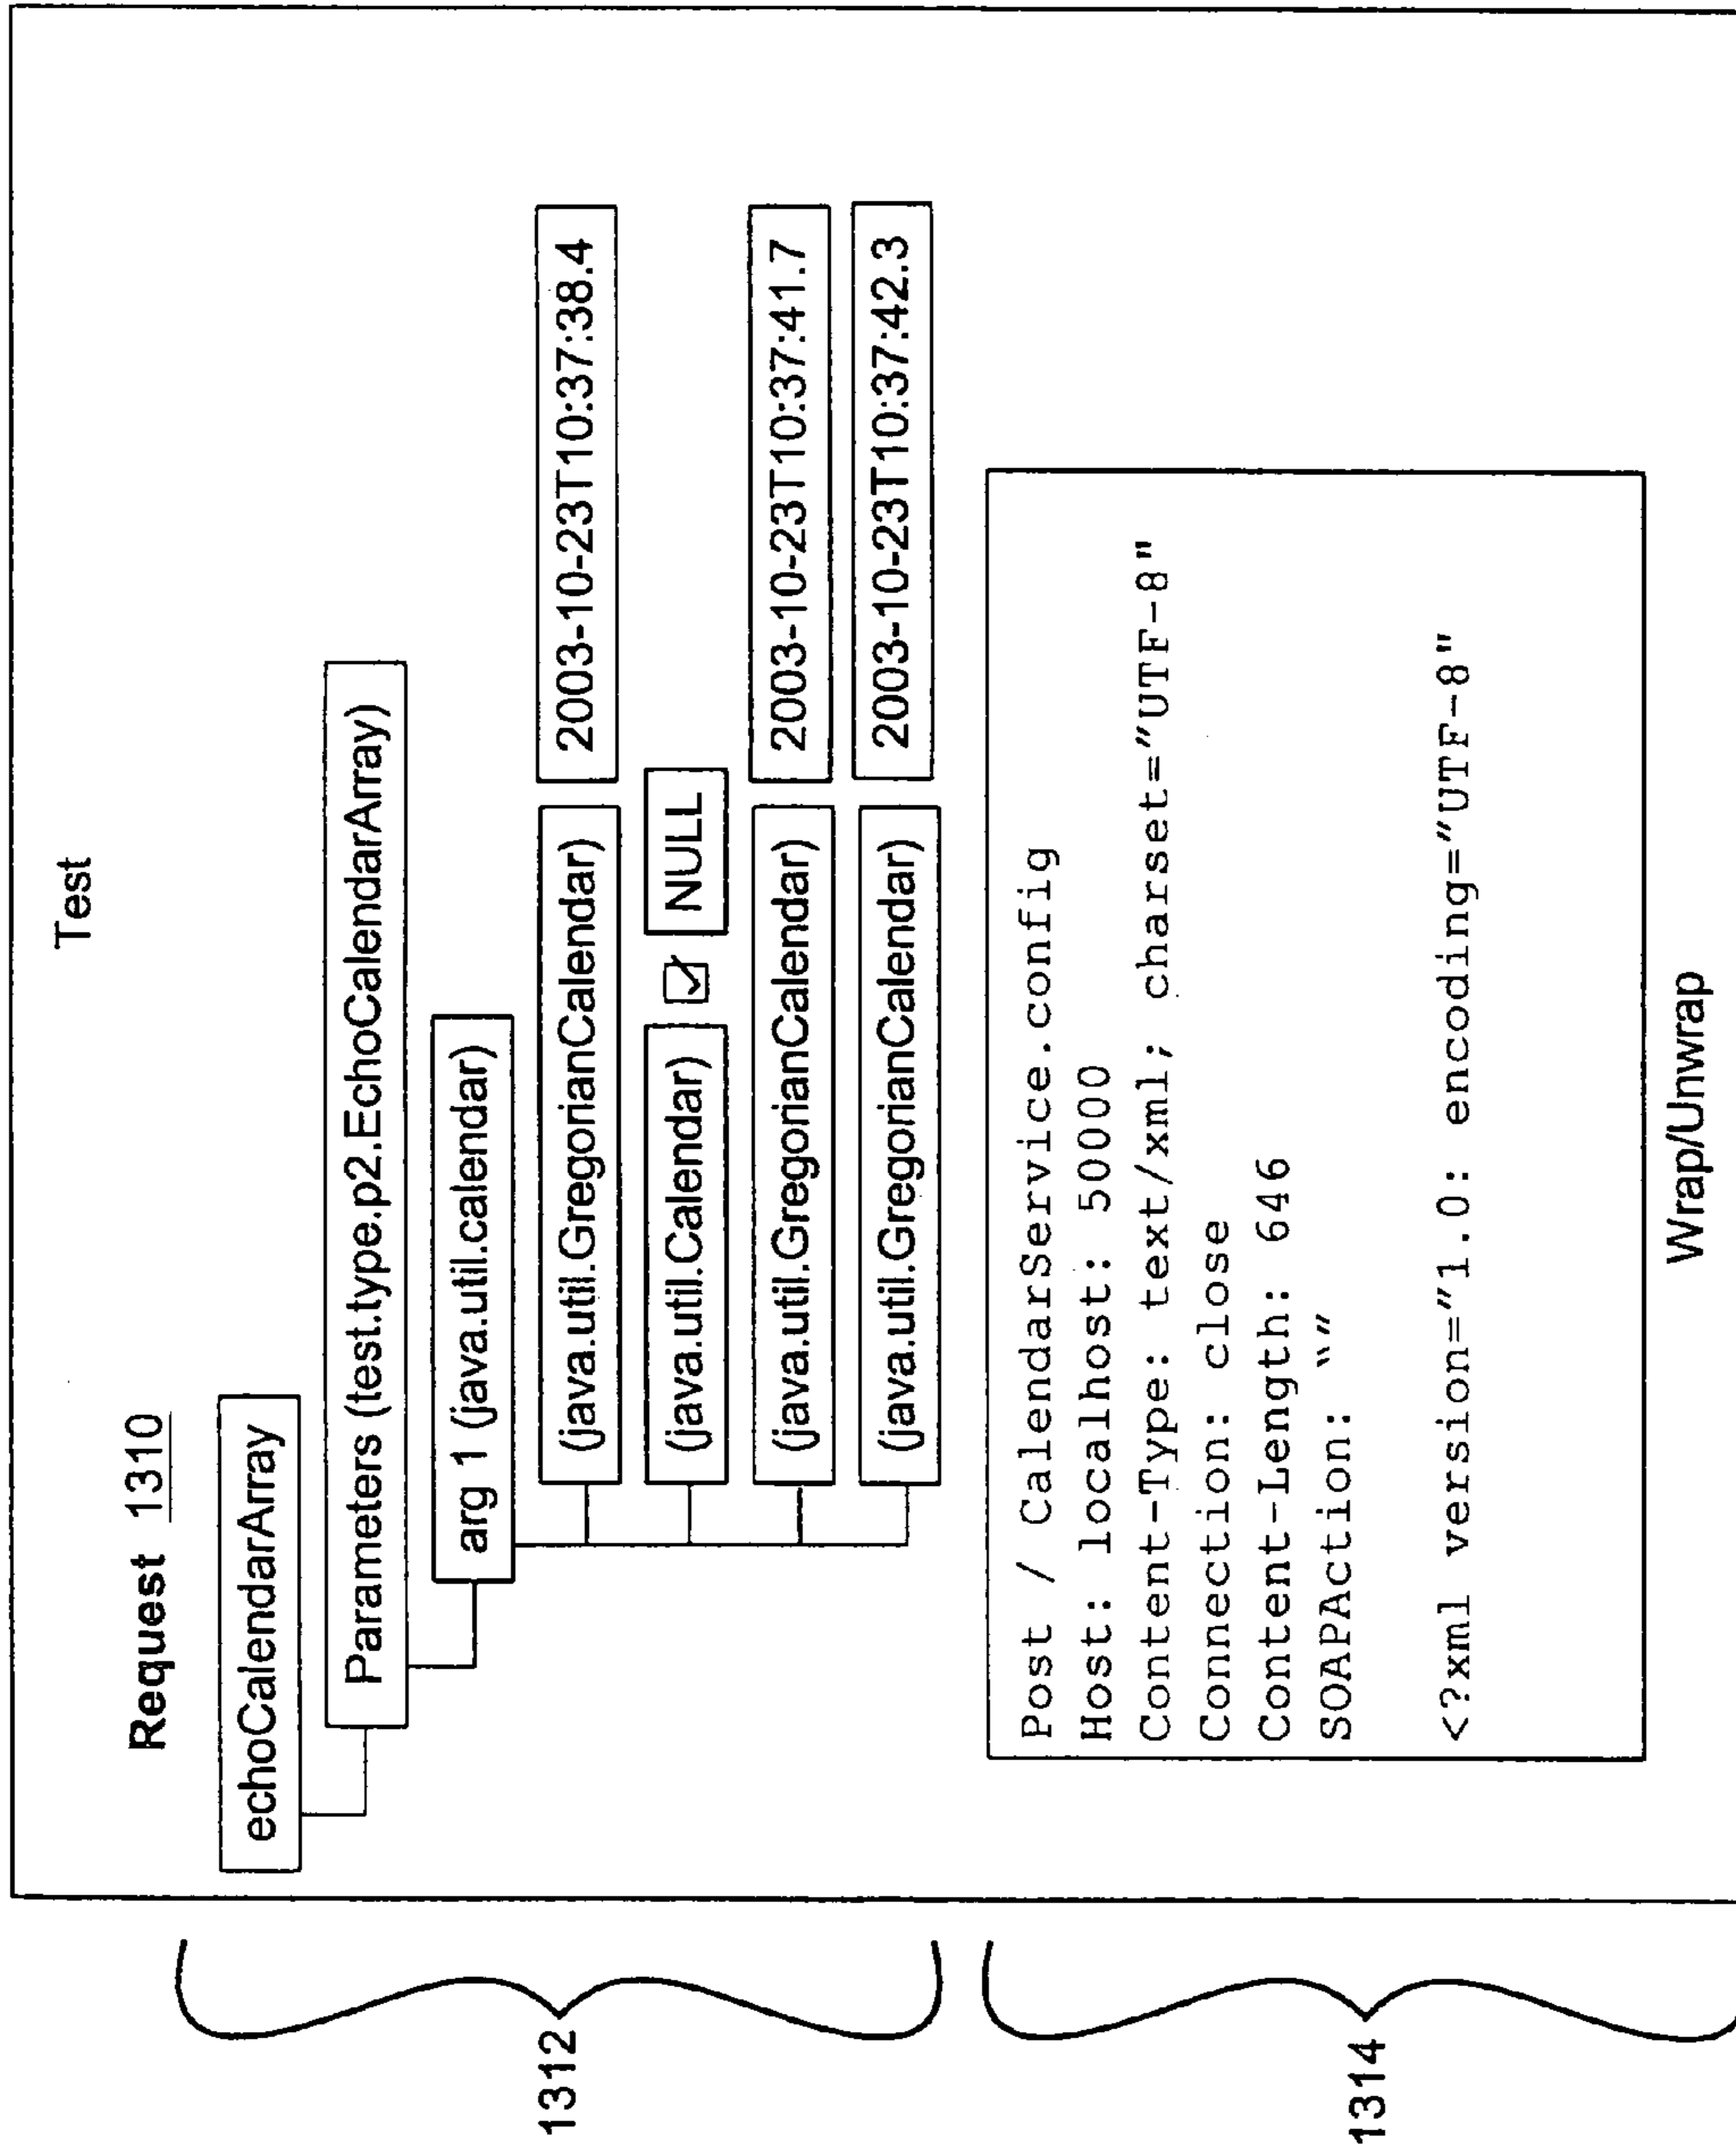 Test
Request 1310
echoCalendarArray
Parameters (test.type.p2.EchoCalendarArray)
arg 1 (java.util.calendar)
(java.util.GregorianCalendar) 2003-10-23T10:37:38.4
(java.util.Calendar) NULL
(java.util.GregorianCalendar) 2003-10-23T10:37:41.7
(java.util.GregorianCalendar) 2003-10-23T10:37:42.3
1312
Post / CalendarService.config
Host: localhost: 50000
Content-Type: text/xml; charset="UTF-8"
Connection: close
Content-Length: 646
SOAPAction: ""
<?xml version="1.0: encoding="UTF-8"
1314
Wrap/Unwrap